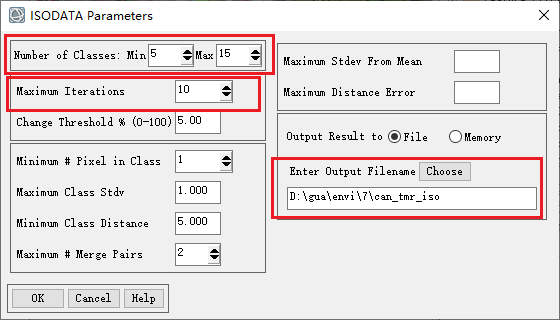 ISODATA Parameters
Number of Classes: Min 5 Max 15
Maximum Iterations 10
Change Threshold % (0-100) 5.00
Minimum # Pixel in Class 1
Maximum Class Stdv 1.000
Minimum Class Distance 5.000
Maximum # Merge Pairs 2
Maximum Stdev From Mean
Maximum Distance Error
Output Result to File Memory
Enter Output Filename Choose
D:\gua\envi\7\can_tmr_iso
OK Cancel Help